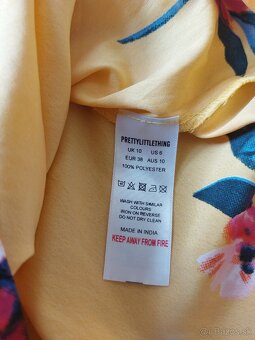 PRETTYLITTLETHING
UK 10 US 6
EUR 38 AUS 10
100% POLYESTER
WASH WITH SIMILAR
COLOURS
IRON ON REVERSE
DO NOT DRY CLEAN
MADE IN INDIA
KEEP AWAY FROM FIRE